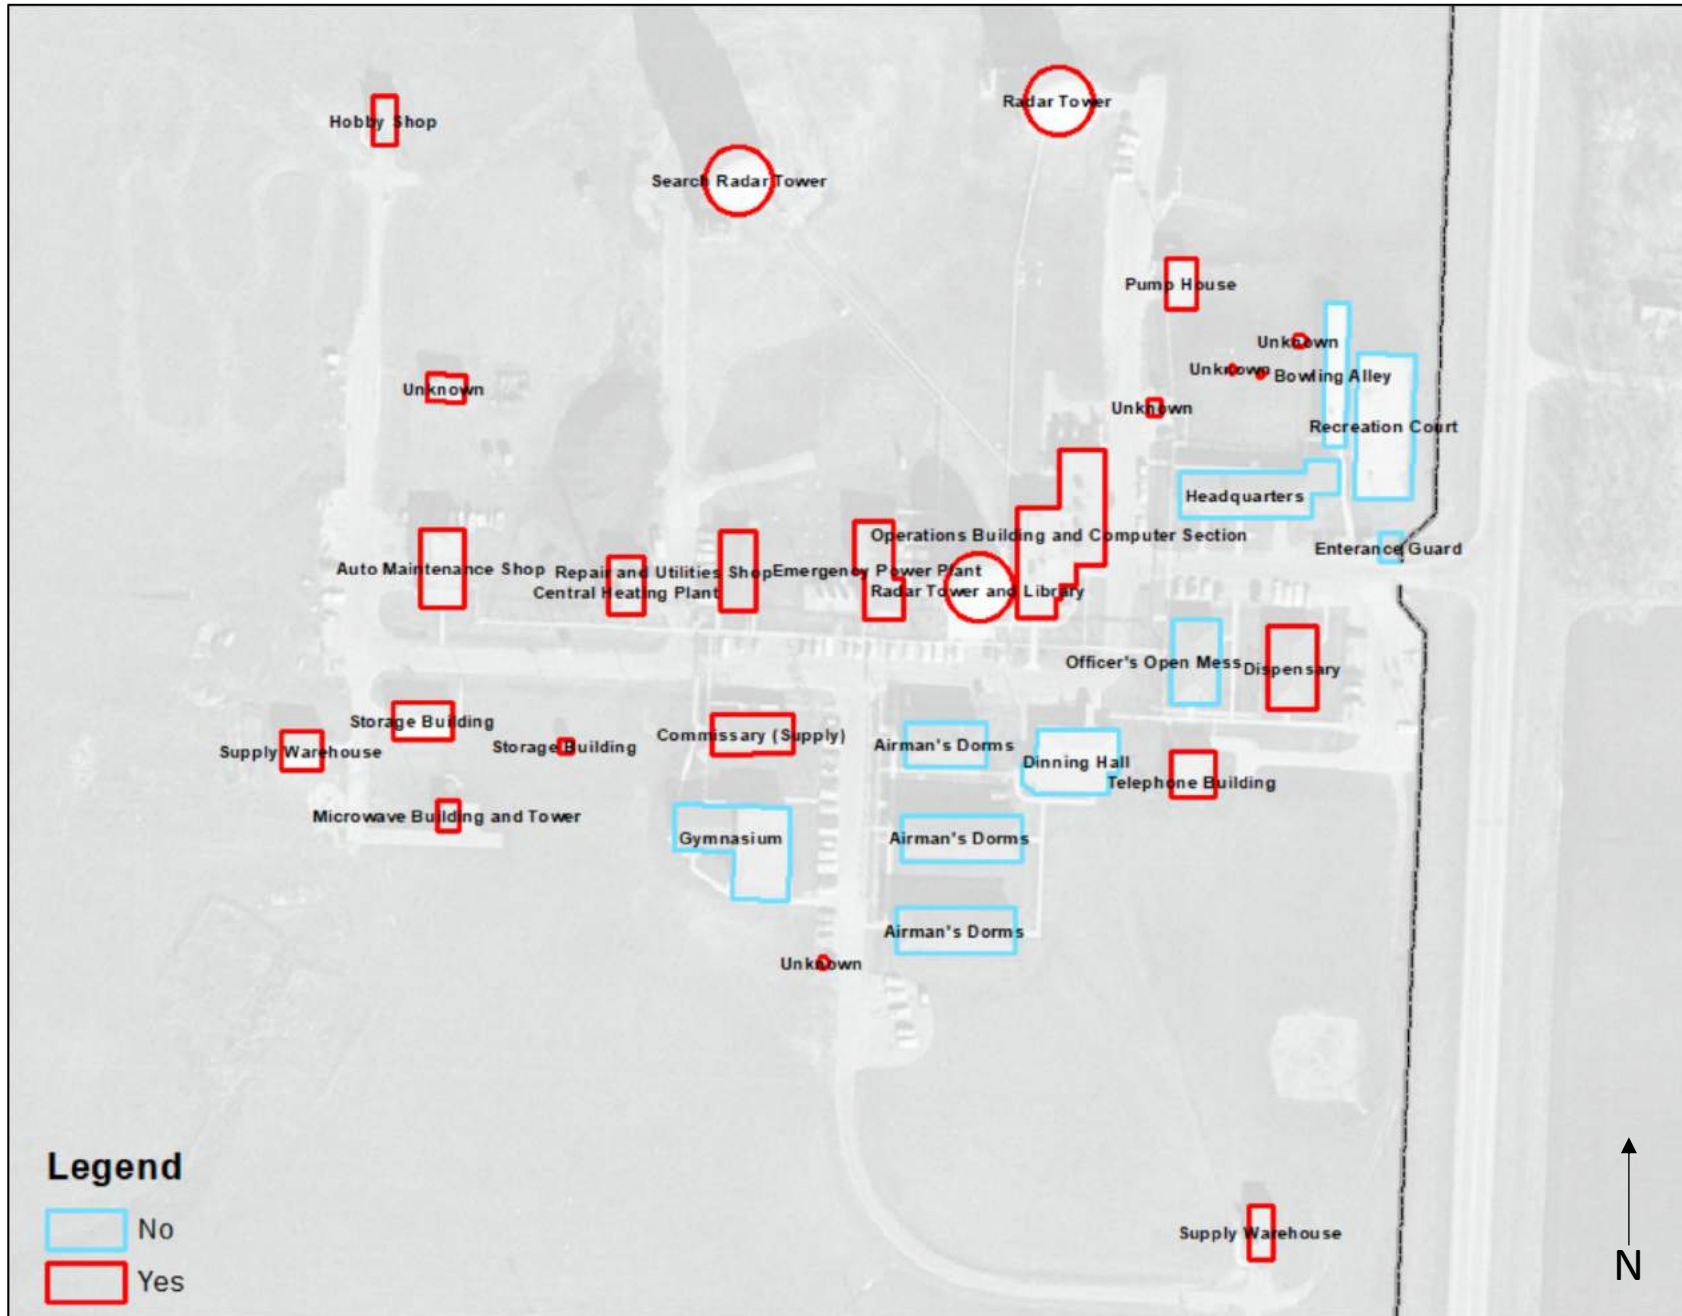 Radar Tower
Hobby Shop
Search Radar Tower
Pump House
Unknown
Unknown
Bowling Alley
Unknown
Unknown
Recreation Court
Headquarters
Operations Building and Computer Section
Enterance Guard
Auto Maintenance Shop
Repair and Utilities Shop
Emergency Power Plant
Central Heating Plant
Radar Tower and Library
Officer's Open Mess
Dispensary
Storage Building
Supply Warehouse
Storage Building
Commissary (Supply)
Airman's Dorms
Dinning Hall
Telephone Building
Microwave Building and Tower
Gymnasium
Airman's Dorms
Airman's Dorms
Unknown
Legend
No
Yes
Supply Warehouse
N